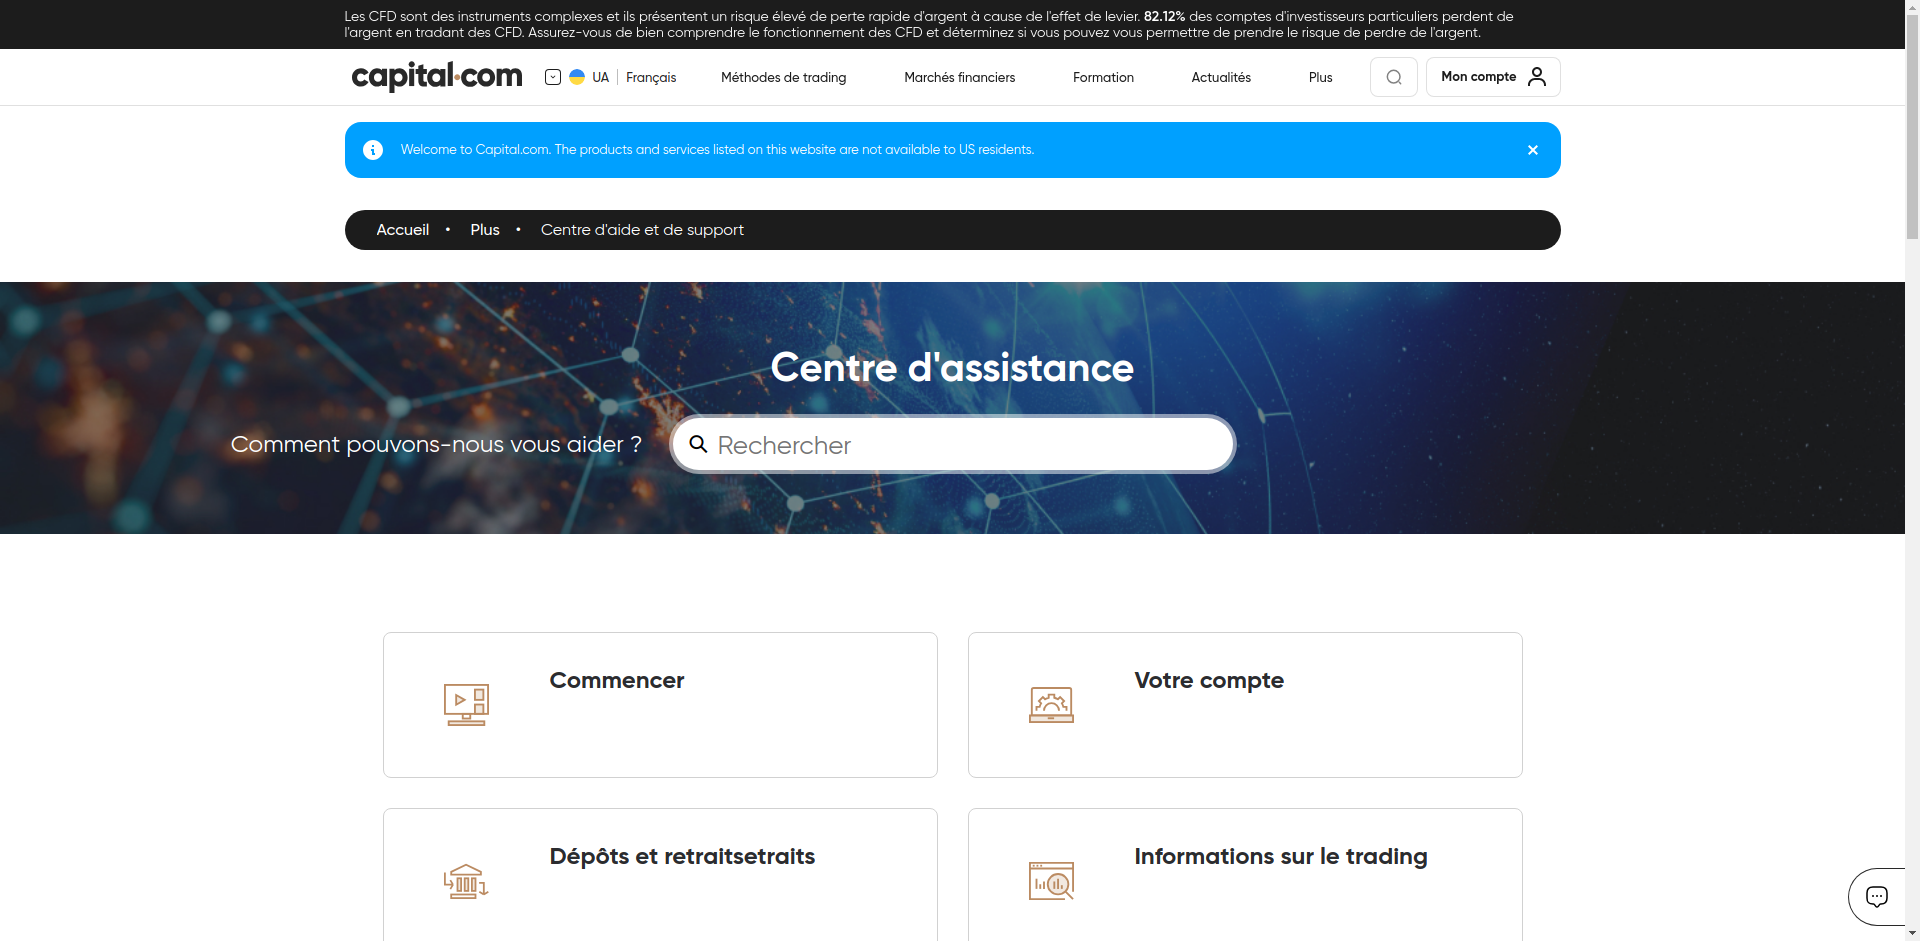 Les CFD sont des instruments complexes et ils présentent un risque élevé de perte rapide d'argent à cause de l'effet de levier. 82.12% des comptes d'investisseurs particuliers perdent de
l'argent en tradant des CFD. Assurez-vous de bien comprendre le fonctionnement des CFD et déterminez si vous pouvez vous permettre de prendre le risque de perdre de l'argent.
capital.com UA Français Méthodes de trading Marchés financiers Formation Actualités Plus Mon compte
Welcome to Capital.com. The products and services listed on this website are not available to US residents.
Accueil • Plus • Centre d'aide et de support
Centre d'assistance
Comment pouvons-nous vous aider ? Rechercher
Commencer
Votre compte
Dépôts et retraitsetraits
Informations sur le trading